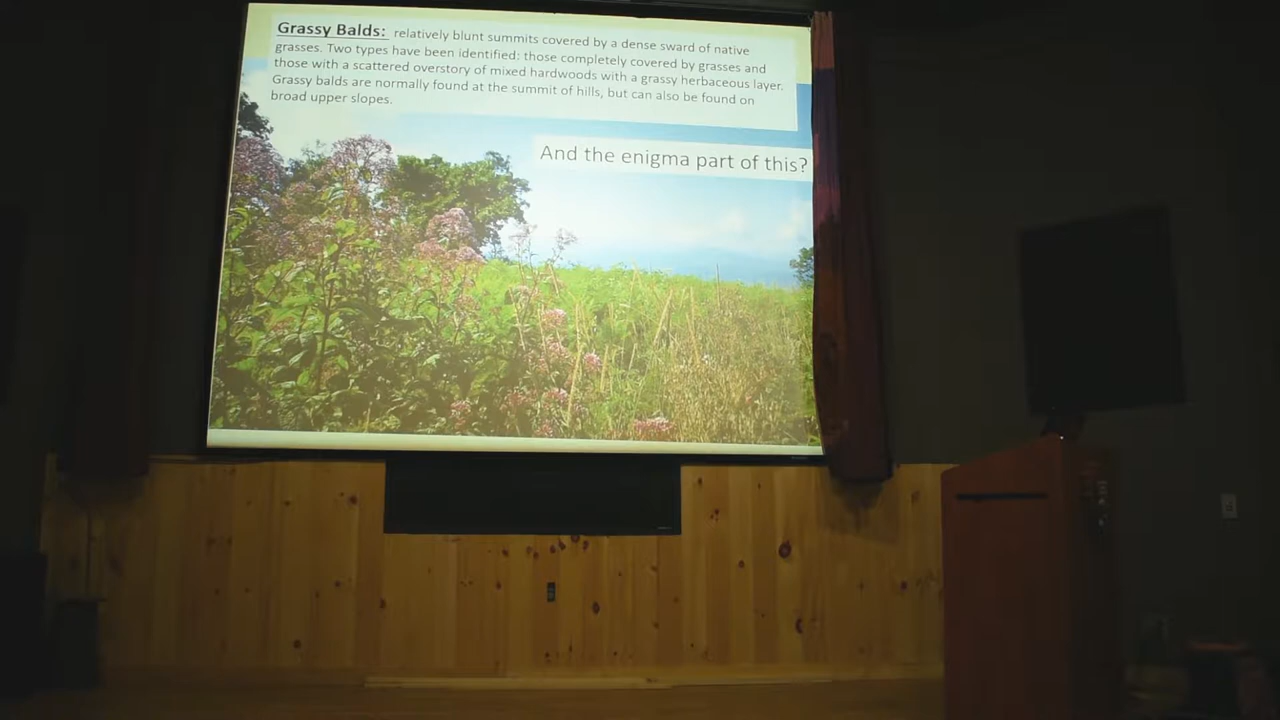 Grassy Balds: relatively blunt summits covered by a dense sward of native
grasses. Two types have been identified: those completely covered by grasses and
those with a scattered overstory of mixed hardwoods with a grassy herbaceous layer.
Grassy balds are normally found at the summit of hills, but can also be found on
broad upper slopes.
And the enigma part of this?